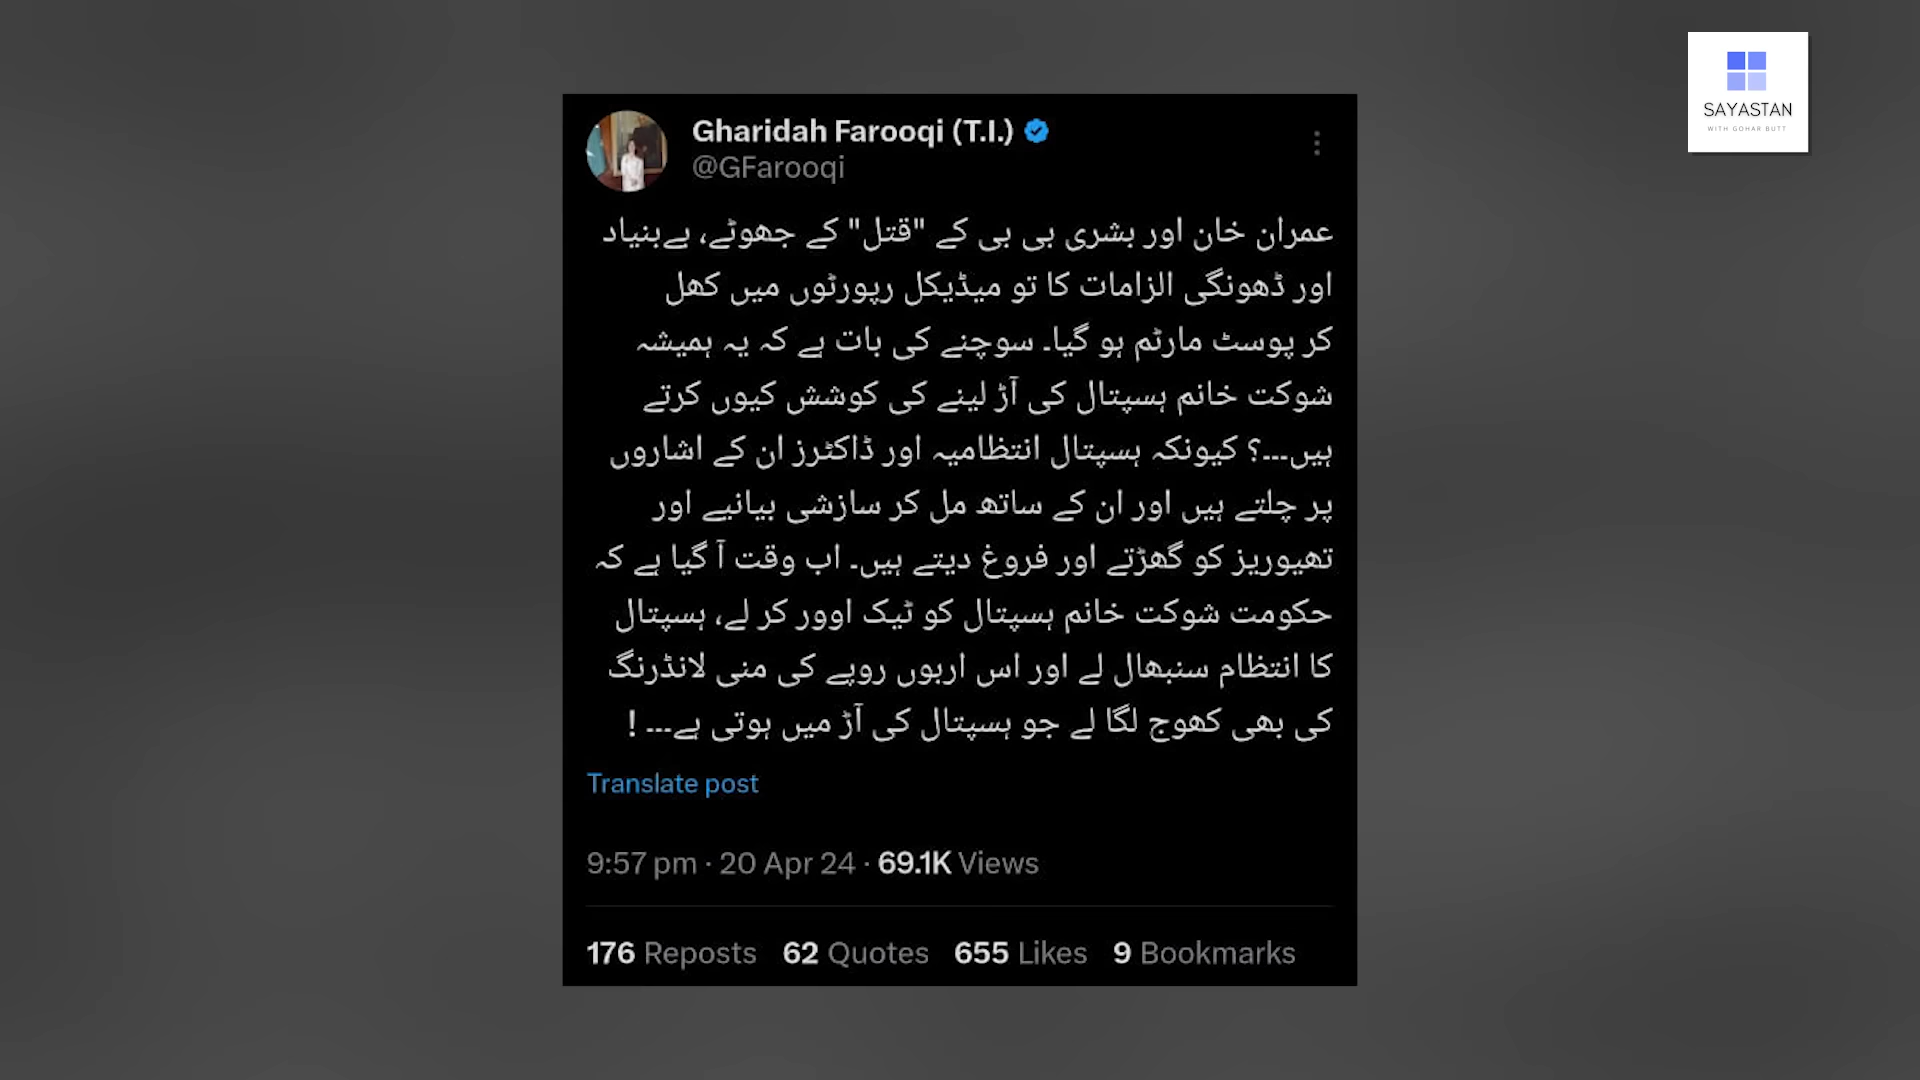 SAYASTAN
WITH GOHAR BUTT
Gharidah Farooqi (T.I.)
@GFarooqi
عمران خان اور بشری بی بی کے "قتل" کے جھوٹے، بےبنیاد
اور ڈھونگی الزامات کا تو میڈیکل رپورٹوں میں کھل
کر پوسٹ مارٹم ہو گیا۔ سوچنے کی بات ہے کہ یہ ہمیشہ
شوکت خانم ہسپتال کی آڑ لینے کی کوشش کیوں کرتے
ہیں۔۔۔؟ کیونکہ ہسپتال انتظامیہ اور ڈاکٹرز ان کے اشاروں
پر چلتے ہیں اور ان کے ساتھ مل کر سازشی بیانیے اور
تھیوریز کو گھڑتے اور فروغ دیتے ہیں۔ اب وقت آ گیا ہے کہ
حکومت شوکت خانم ہسپتال کو ٹیک اوور کر لے، ہسپتال
کا انتظام سنبھال لے اور اس اربوں روپے کی منی لانڈرنگ
کی بھی کھوج لگا لے جو ہسپتال کی آڑ میں ہوتی ہے۔۔۔ !
Translate post
9:57 pm · 20 Apr 24 · 69.1K Views
176 Reposts 62 Quotes 655 Likes 9 Bookmarks